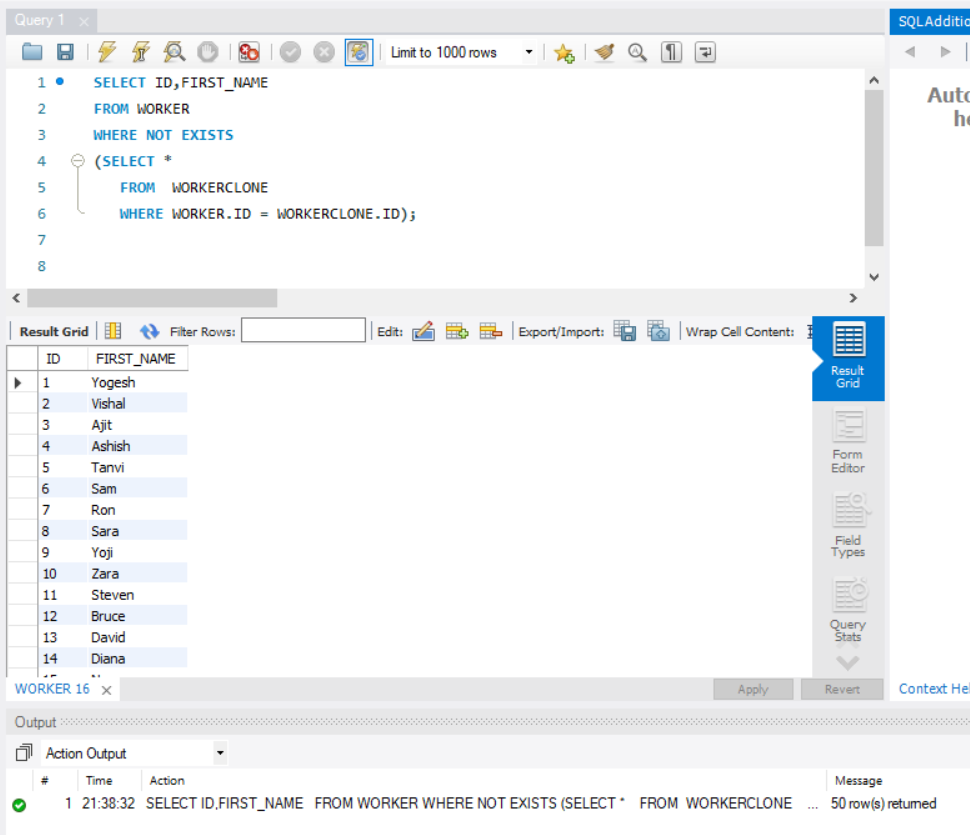 Query 1
SQLAdditio
Limit to 1000 rows
1 SELECT ID,FIRST_NAME
2 FROM WORKER
3 WHERE NOT EXISTS
4 (SELECT *
5 FROM WORKERCLONE
6 WHERE WORKER.ID = WORKERCLONE.ID);
7
8
Auto
he
Result Grid Filter Rows: Edit: Export/Import: Wrap Cell Content:
ID FIRST_NAME
1 Yogesh
2 Vishal
3 Ajit
4 Ashish
5 Tanvi
6 Sam
7 Ron
8 Sara
9 Yoji
10 Zara
11 Steven
12 Bruce
13 David
14 Diana
Result
Grid
Form
Editor
Field
Types
Query
Stats
WORKER 16
Apply Revert
Context Hel
Output
Action Output
# Time Action Message
1 21:38:32 SELECT ID,FIRST_NAME FROM WORKER WHERE NOT EXISTS (SELECT * FROM WORKERCLONE ... 50 row(s) returned